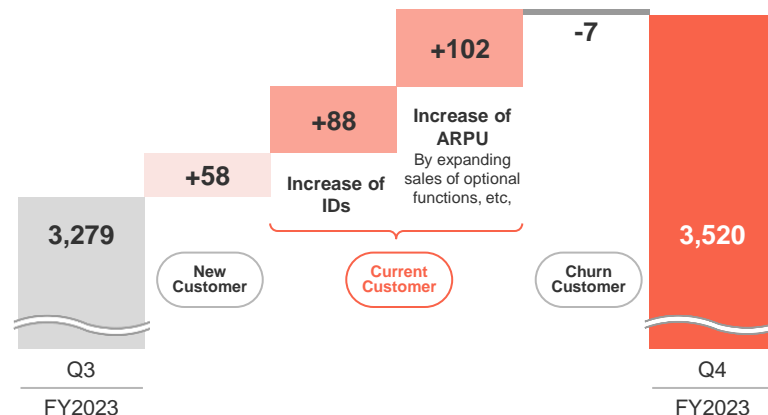 3,279
+58
+88
+102
-7
3,520
Increase of
IDs
Increase of
ARPU
By expanding
sales of optional
functions, etc,
New
Customer
Current
Customer
Churn
Customer
Q3
FY2023
Q4
FY2023